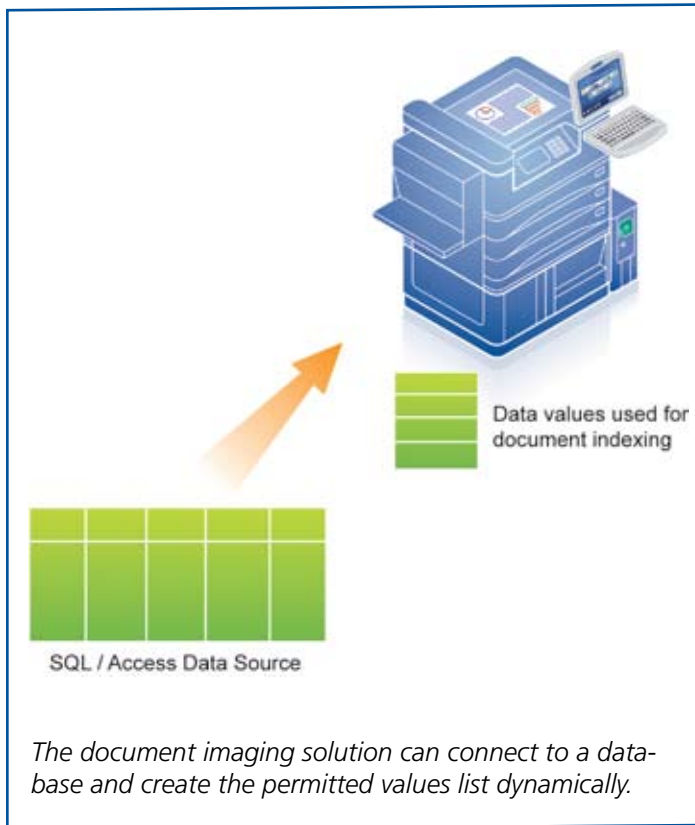 Data values used for
document indexing
SQL / Access Data Source
The document imaging solution can connect to a data-
base and create the permitted values list dynamically.